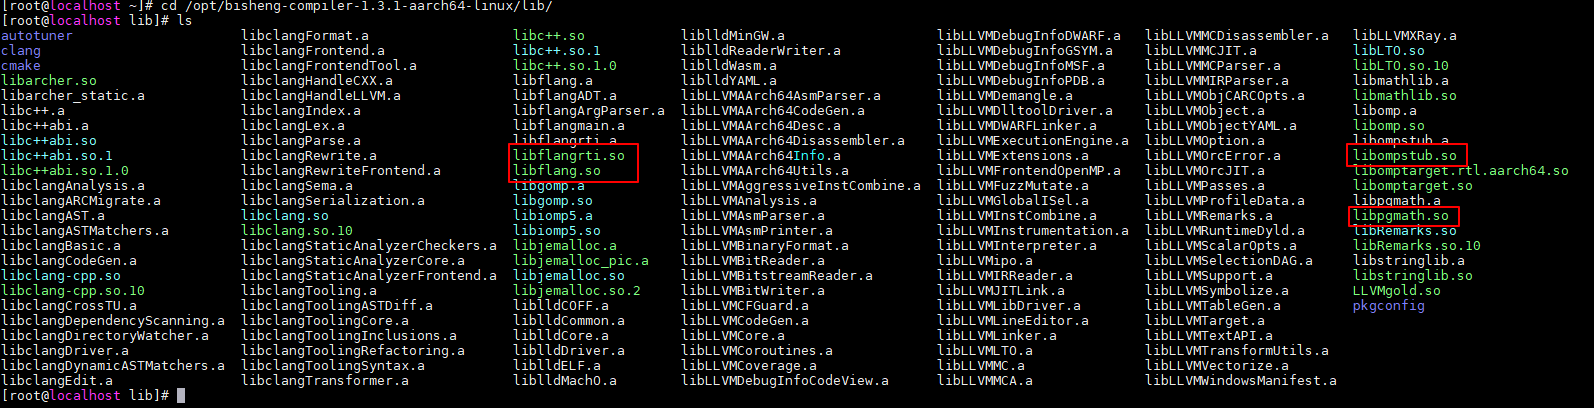 [root@localhost ~]# cd /opt/bisheng-compiler-1.3.1-aarch64-linux/lib/
[root@localhost lib]# ls
autotuner libclangFormat.a libc++.so liblldMinGW.a libLLVMDebugInfoDWARF.a libLLVMMCDisassembler.a libLLVMXRay.a
clang libclangFrontend.a libc++.so.1 liblldReaderWriter.a libLLVMDebugInfoGSYM.a libLLVMMCJIT.a libLTO.so
cmake libclangFrontendTool.a libc++.so.1.0 liblldWasm.a libLLVMDebugInfoMSF.a libLLVMMCParser.a libLTO.so.10
libarcher.so libclangHandleCXX.a libflang.a liblldYAML.a libLLVMDebugInfoPDB.a libLLVMMIRParser.a libmathlib.a
libarcher_static.a libclangHandleLLVM.a libflangADT.a libLLVMAArch64AsmParser.a libLLVMDemangle.a libLLVMObjCARCOpts.a libmathlib.so
libc++.a libclangIndex.a libflangArgParser.a libLLVMAArch64CodeGen.a libLLVMDlltoolDriver.a libLLVMObject.a libomp.a
libc++abi.a libclangLex.a libflangmain.a libLLVMAArch64Desc.a libLLVMDWARFLinker.a libLLVMObjectYAML.a libomp.so
libc++abi.so libclangParse.a libflangrti.a libLLVMAArch64Disassembler.a libLLVMExecutionEngine.a libLLVMOption.a libompstub.a
libc++abi.so.1 libclangRewrite.a libflangrti.so libLLVMAArch64Info.a libLLVMExtensions.a libLLVMOrcError.a libompstub.so
libc++abi.so.1.0 libclangRewriteFrontend.a libflang.so libLLVMAArch64Utils.a libLLVMFrontendOpenMP.a libLLVMOrcJIT.a libomptarget.rtl.aarch64.so
libclangAnalysis.a libclangSema.a libgomp.a libLLVMAggressiveInstCombine.a libLLVMFuzzMutate.a libLLVMPasses.a libomptarget.so
libclangARCMigrate.a libclangSerialization.a libgomp.so libLLVMAnalysis.a libLLVMGlobalISel.a libLLVMProfileData.a libpgmath.a
libclangAST.a libclang.so libiomp5.a libLLVMAsmParser.a libLLVMInstCombine.a libLLVMRemarks.a libpgmath.so
libclangASTMatchers.a libclang.so.10 libiomp5.so libLLVMAsmPrinter.a libLLVMInstrumentation.a libLLVMRuntimeDyld.a libRemarks.so
libclangBasic.a libclangStaticAnalyzerCheckers.a libjemalloc.a libLLVMBinaryFormat.a libLLVMInterpreter.a libLLVMScalarOpts.a libRemarks.so.10
libclangCodeGen.a libclangStaticAnalyzerCore.a libjemalloc_pic.a libLLVMBitReader.a libLLVMipo.a libLLVMSelectionDAG.a libstringlib.a
libclang-cpp.so libclangStaticAnalyzerFrontend.a libjemalloc.so libLLVMBitstreamReader.a libLLVMIRReader.a libLLVMSupport.a libstringlib.so
libclang-cpp.so.10 libclangTooling.a libjemalloc.so.2 libLLVMBitWriter.a libLLVMJITLink.a libLLVMSymbolize.a LLVMgold.so
libclangCrossTU.a libclangToolingASTDiff.a liblldCOFF.a libLLVMCFGuard.a libLLVMLibDriver.a libLLVMTableGen.a pkgconfig
libclangDependencyScanning.a libclangToolingCore.a liblldCommon.a libLLVMCodeGen.a libLLVMLineEditor.a libLLVMTarget.a
libclangDirectoryWatcher.a libclangToolingInclusions.a liblldCore.a libLLVMCore.a libLLVMLinker.a libLLVMTextAPI.a
libclangDriver.a libclangToolingRefactoring.a liblldDriver.a libLLVMCoroutines.a libLLVMLTO.a libLLVMTransformUtils.a
libclangDynamicASTMatchers.a libclangToolingSyntax.a liblldELF.a libLLVMCoverage.a libLLVMMC.a libLLVMVectorize.a
libclangEdit.a libclangTransformer.a liblldMachO.a libLLVMDebugInfoCodeView.a libLLVMMCA.a libLLVMWindowsManifest.a
[root@localhost lib]#